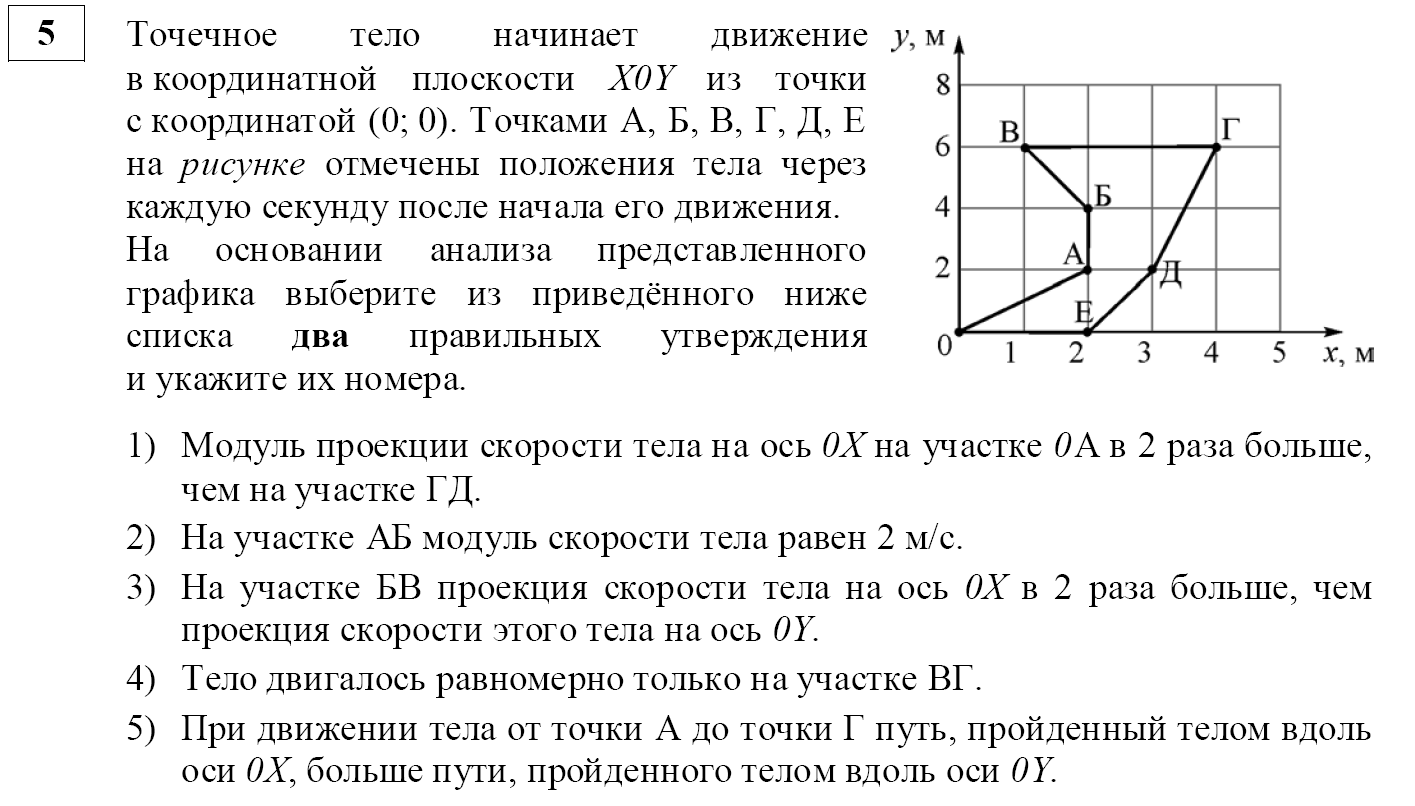 5
Точечное тело начинает движение
в координатной плоскости X0Y из точки
с координатой (0; 0). Точками А, Б, В, Г, Д, Е
на рисунке отмечены положения тела через
каждую секунду после начала его движения.
На основании анализа представленного
графика выберите из приведённого ниже
списка два правильных утверждения
и укажите их номера.
y, м
8
В
Г
6
Б
4
А
2
Д
Е
0
1
2
3
4
5
x, м
1) Модуль проекции скорости тела на ось 0X на участке 0А в 2 раза больше,
чем на участке ГД.
2) На участке АБ модуль скорости тела равен 2 м/с.
3) На участке БВ проекция скорости тела на ось 0X в 2 раза больше, чем
проекция скорости этого тела на ось 0Y.
4) Тело двигалось равномерно только на участке ВГ.
5) При движении тела от точки А до точки Г путь, пройденный телом вдоль
оси 0X, больше пути, пройденного телом вдоль оси 0Y.